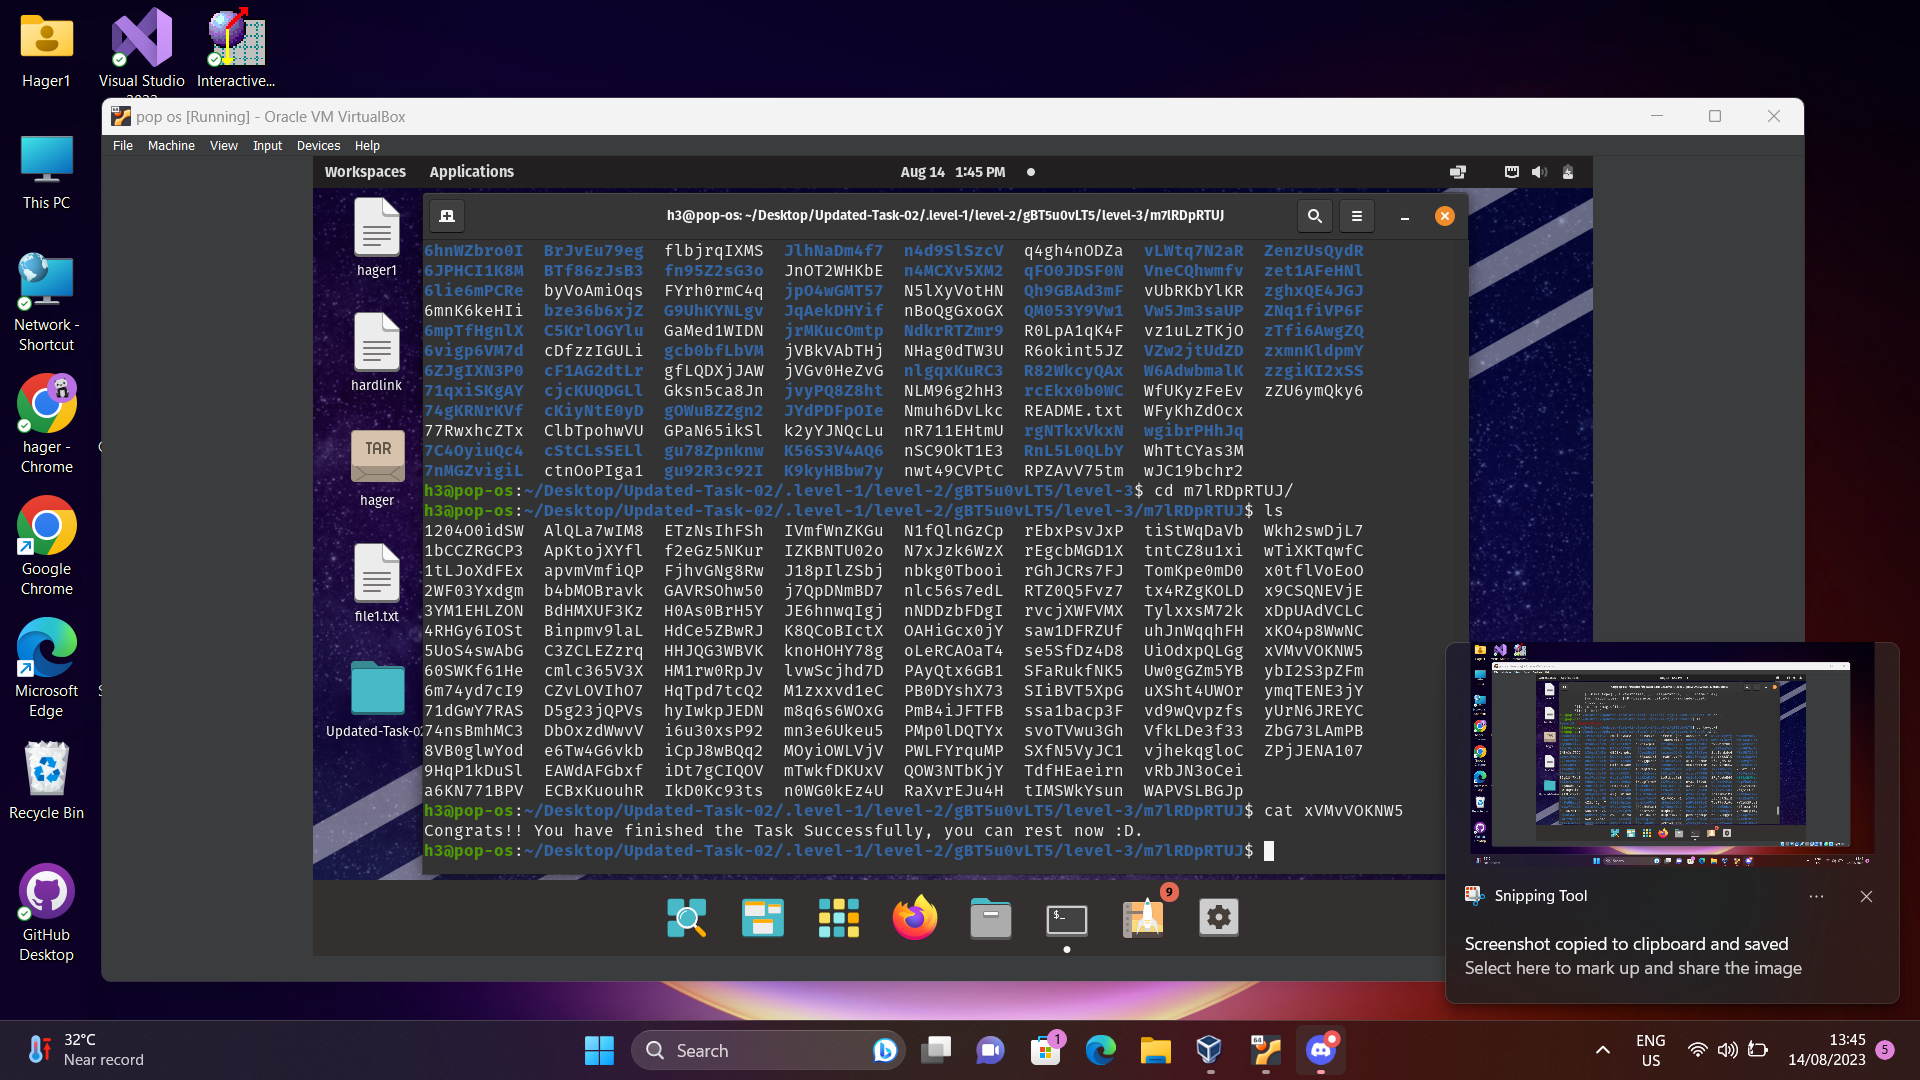 Hager1
Visual Studio
Interactive...
This PC
Network -
Shortcut
hager -
Chrome
Google
Chrome
Microsoft
Edge
Recycle Bin
GitHub
Desktop
pop os [Running] - Oracle VM VirtualBox
File Machine View Input Devices Help
Workspaces Applications Aug 14 1:45 PM
hager1
hardlink
TAR
hager
file1.txt
Updated-Task-02
h3@pop-os: ~/Desktop/Updated-Task-02/.level-1/level-2/gBT5u0vLT5/level-3/m7lRDpRTUJ
6hnWZbro0I BrJvEu79eg flbjrqIXMS JlhNaDm4f7 n4d9SlSzcV q4gh4nODZa vLWtq7N2aR ZenzUsQydR
6JPHCI1K8M BTf86zJsB3 fn95Z2sG3o JnOT2WHKbE n4MCXv5XM2 qFO0JDSF0N VneCQhwmfv zet1AFeHNl
6lie6mPCRe byVoAmiOqs FYrh0rmC4q jpO4wGMT57 N5lXyVotHN Qh9GBAd3mF vUbRKbYlKR zghxQE4JGJ
6mnK6keHIi bze36b6xjZ G9UhKYNLgv JqAekDHYif nBoQgGxoGX QM053Y9Vw1 Vw5Jm3saUP ZNq1fiVP6F
6mpTfHgnlX C5KrlOGYlu GaMed1WIDN jrMKucOmtp NdkrRTZmr9 R0LpA1qK4F vz1uLzTKjO zTfi6AwgZQ
6vigp6VM7d cDfzzIGULi gcb0bfLbVM jVBkVAbTHj NHag0dTW3U R6okint5JZ VZw2jtUdZD zxmnKldpmY
6ZJgIXN3P0 cF1AG2dtLr gfLQDXjJAW jVGv0HeZvG nlgqxKuRC3 R82WkcyQAx W6AdwbmalK zzgiKI2xSS
71qxiSKgAY cjcKUQDGLl Gksn5ca8Jn jvyPQ8Z8ht NLM96g2hH3 rcEkx0b0WC WfUKyzFeEv zZU6ymQky6
74gKRNrKVf cKiyNtE0yD gOWuBZZgn2 JYdPDFpOIe Nmuh6DvLkc README.txt WFyKhZdOcx
77RwxhcZTx ClbTpohwVU GPaN65ikSl k2yYJNQcLu nR711EHtmU rgNTkxVkxN wgibrPHhJq
7C4OyiuQc4 cStCLsSELl gu78Zpnknw K56S3V4AQ6 nSC9OkT1E3 RnL5L0QLbY WhTtCYas3M
7nMGZvigiL ctnOoPIga1 gu92R3c92I K9kyHBbw7y nwt49CVPtC RPZAvV75tm wJC19bchr2
h3@pop-os:~/Desktop/Updated-Task-02/.level-1/level-2/gBT5u0vLT5/level-3$ cd m7lRDpRTUJ/
h3@pop-os:~/Desktop/Updated-Task-02/.level-1/level-2/gBT5u0vLT5/level-3/m7lRDpRTUJ$ ls
1204O0idSW AlQLa7wIM8 ETzNsIhFSh IVmfWnZKGu N1fQlnGzCp rEbxPsvJxP tiStWqDaVb Wkh2swDjL7
1bCCZRGCP3 ApKtojXYfl f2eGz5NKur IZKBNTU02o N7xJzk6WzX rEgcbMGD1X tntCZ8u1xi wTiXKTqwfC
1tLJoXdFEx apvmVmfiQP FjhvGNg8Rw J18pIlZSbj nbkg0Tbooi rGhJCRs7FJ TomKpe0mD0 x0tflVoEoO
2WF03Yxdgm b4bMOBravk GAVRSOhw50 j7QpDNmBD7 nlc56s7edL RTZ0Q5Fvz7 tx4RZgKOLD x9CSQNEVjE
3YM1EHLZON BdHMXUF3Kz H0As0BrH5Y JE6hnwqIgj nNDDzbFDgI rvcjXWFVMX TylxxsM72k xDpUAdVCLC
4RHGy6IOSt Binpmv9laL HdCe5ZBwRJ K8QCoBIctX OAHiGcx0jY saw1DFRZUf uhJnWqqhFH xKO4p8WwNC
5UoS4swAbG C3ZCLEZzrq HHJQG3WBVK knoHOHY78g oLeRCAOaT4 se5SfDz4D8 UiOdxpQLGg xVMvVOKNW5
60SWKf61He cmlc365V3X HM1rw0RpJv lvwScjhd7D PAyQtx6GB1 SFaRukfNK5 Uw0gGZm5YB ybI2S3pZFm
6m74yd7cI9 CZvLOVIhO7 HqTpd7tcQ2 M1zxxvd1eC PB0DYshX73 SIiBVT5XpG uXSht4UWOr ymqTENE3jY
71dGwY7RAS D5g23jQPVs hyIwkpJEDN m8q6s6WOxG PmB4iJFTFB ssa1bacp3F vd9wQvpzfs yUrN6JREYC
74nsBmhMC3 DbOxzdWwvV i6u30xsP92 mn3e6Ukeu5 PMp0lDQTYx svoTVwu3Gh VfkLDe3f33 ZbG73LAmPB
8VB0glwYod e6Tw4G6vkb iCpJ8wBQq2 MOyiOWLVjV PWLFYrquMP SXfN5VyJC1 vjhekqgloC ZPjJENA107
9HqP1kDuSl EAWdAFGbxf iDt7gCIQOV mTwkfDKUxV QOW3NTbKjY TdfHEaeirn vRbJN3oCei
a6KN771BPV ECBxKuouhR IkD0Kc93ts n0WG0kEz4U RaXvrEJu4H tIMSWkYsun WAPVSLBGJp
h3@pop-os:~/Desktop/Updated-Task-02/.level-1/level-2/gBT5u0vLT5/level-3/m7lRDpRTUJ$ cat xVMvVOKNW5
Congrats!! You have finished the Task Successfully, you can rest now :D.
h3@pop-os:~/Desktop/Updated-Task-02/.level-1/level-2/gBT5u0vLT5/level-3/m7lRDpRTUJ$
9
Snipping Tool
Screenshot copied to clipboard and saved
Select here to mark up and share the image
32°C
Near record
Search
1
64
ENG
US
13:45
14/08/2023
5